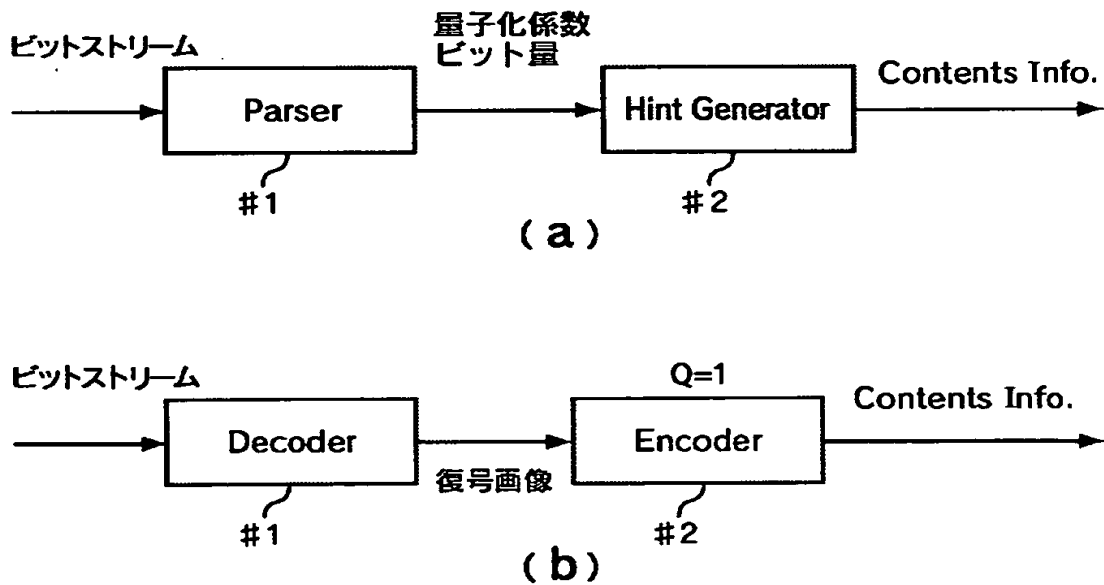 量子化係数
ビットストリーム
ビット量
Contents Info.
Parser
Hint Generator
#1
#2
(a)
ビットストリーム
Q=1
Contents Info.
Decoder
Encoder
復号画像
#1
#2
(b)